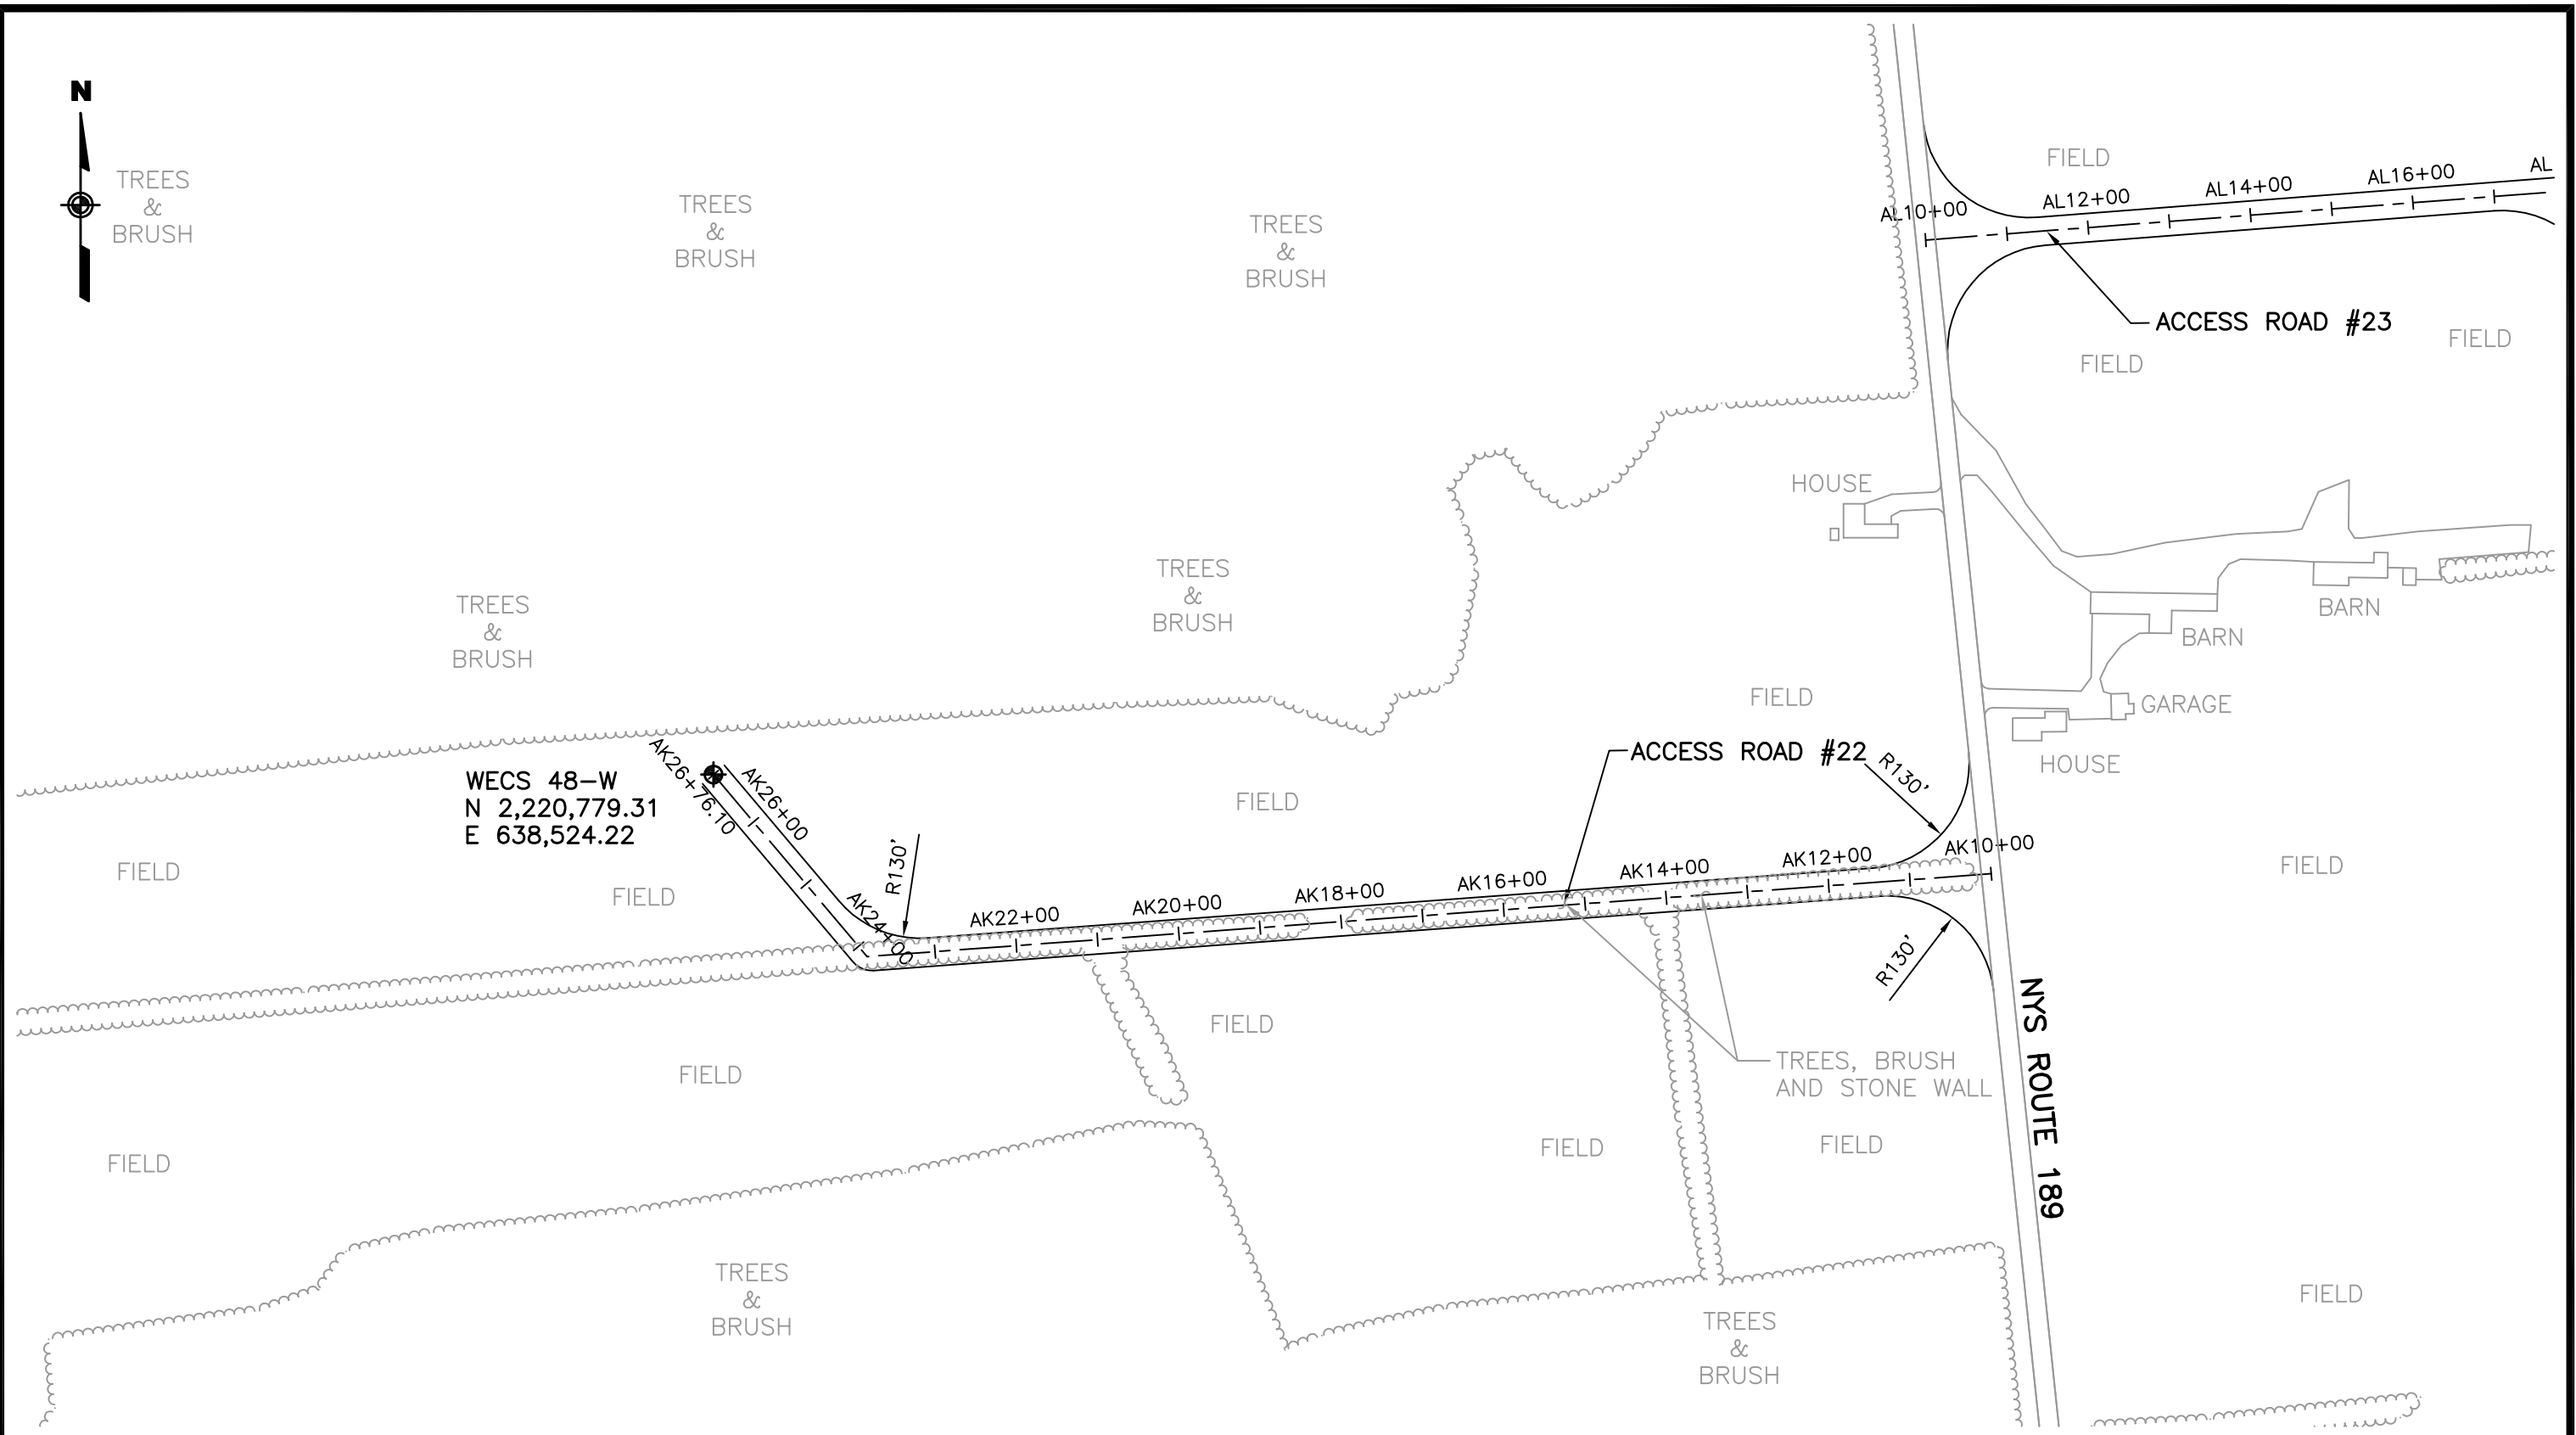 N
TREES
&
BRUSH
TREES
&
BRUSH
TREES
&
BRUSH
FIELD
AL10+00
AL12+00
AL14+00
AL16+00
AL
ACCESS ROAD #23
FIELD
FIELD
HOUSE
TREES
&
BRUSH
TREES
&
BRUSH
BARN
BARN
GARAGE
HOUSE
FIELD
ACCESS ROAD #22
R130'
WECS 48-W
N 2,220,779.31
E 638,524.22
AK26+76.10
AK26+00
FIELD
R130'
AK24+00
AK22+00
AK20+00
AK18+00
AK16+00
AK14+00
AK12+00
AK10+00
FIELD
FIELD
FIELD
R130'
NYS ROUTE 189
FIELD
FIELD
TREES, BRUSH
AND STONE WALL
FIELD
FIELD
FIELD
TREES
&
BRUSH
TREES
&
BRUSH
FIELD